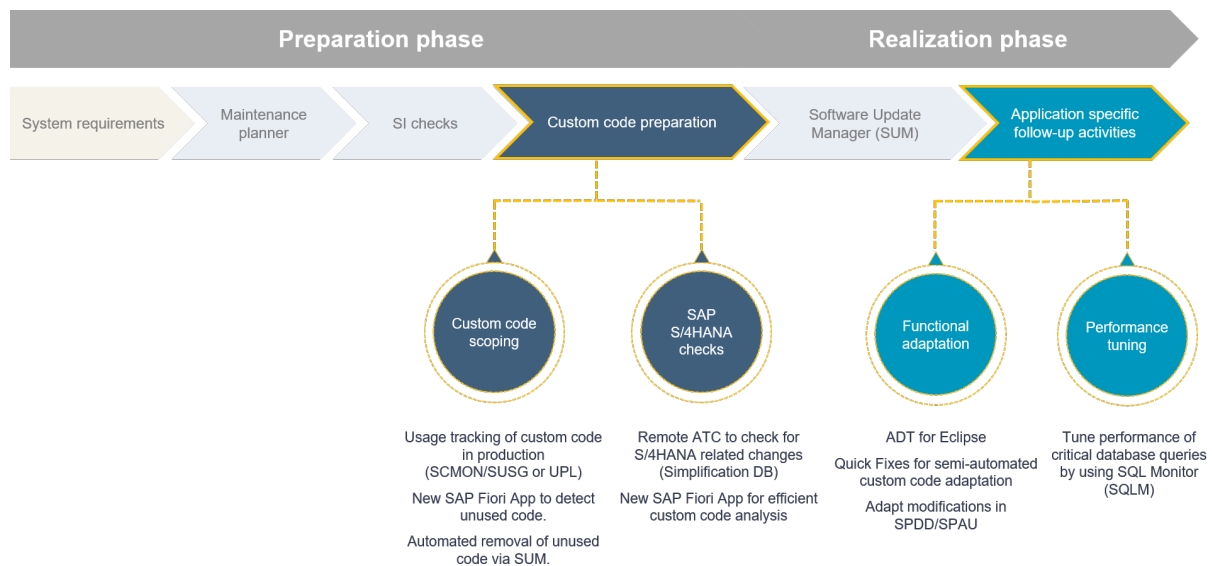 Preparation phase
Realization phase
System requirements
Maintenance
planner
SI checks
Custom code preparation
Software Update
Manager (SUM)
Application specific
follow-up activities
Custom code
scoping
SAP
S/4HANA
checks
Functional
adaptation
Performance
tuning
Usage tracking of custom code
in production
(SCMON/SUSG or UPL)
New SAP Fiori App to detect
unused code.
Automated removal of unused
code via SUM.
Remote ATC to check for
S/4HANA related changes
(Simplification DB)
New SAP Fiori App for efficient
custom code analysis
ADT for Eclipse
Quick Fixes for semi-automated
custom code adaptation
Adapt modifications in
SPDD/SPAU
Tune performance of
critical database queries
by using SQL Monitor
(SQLM)